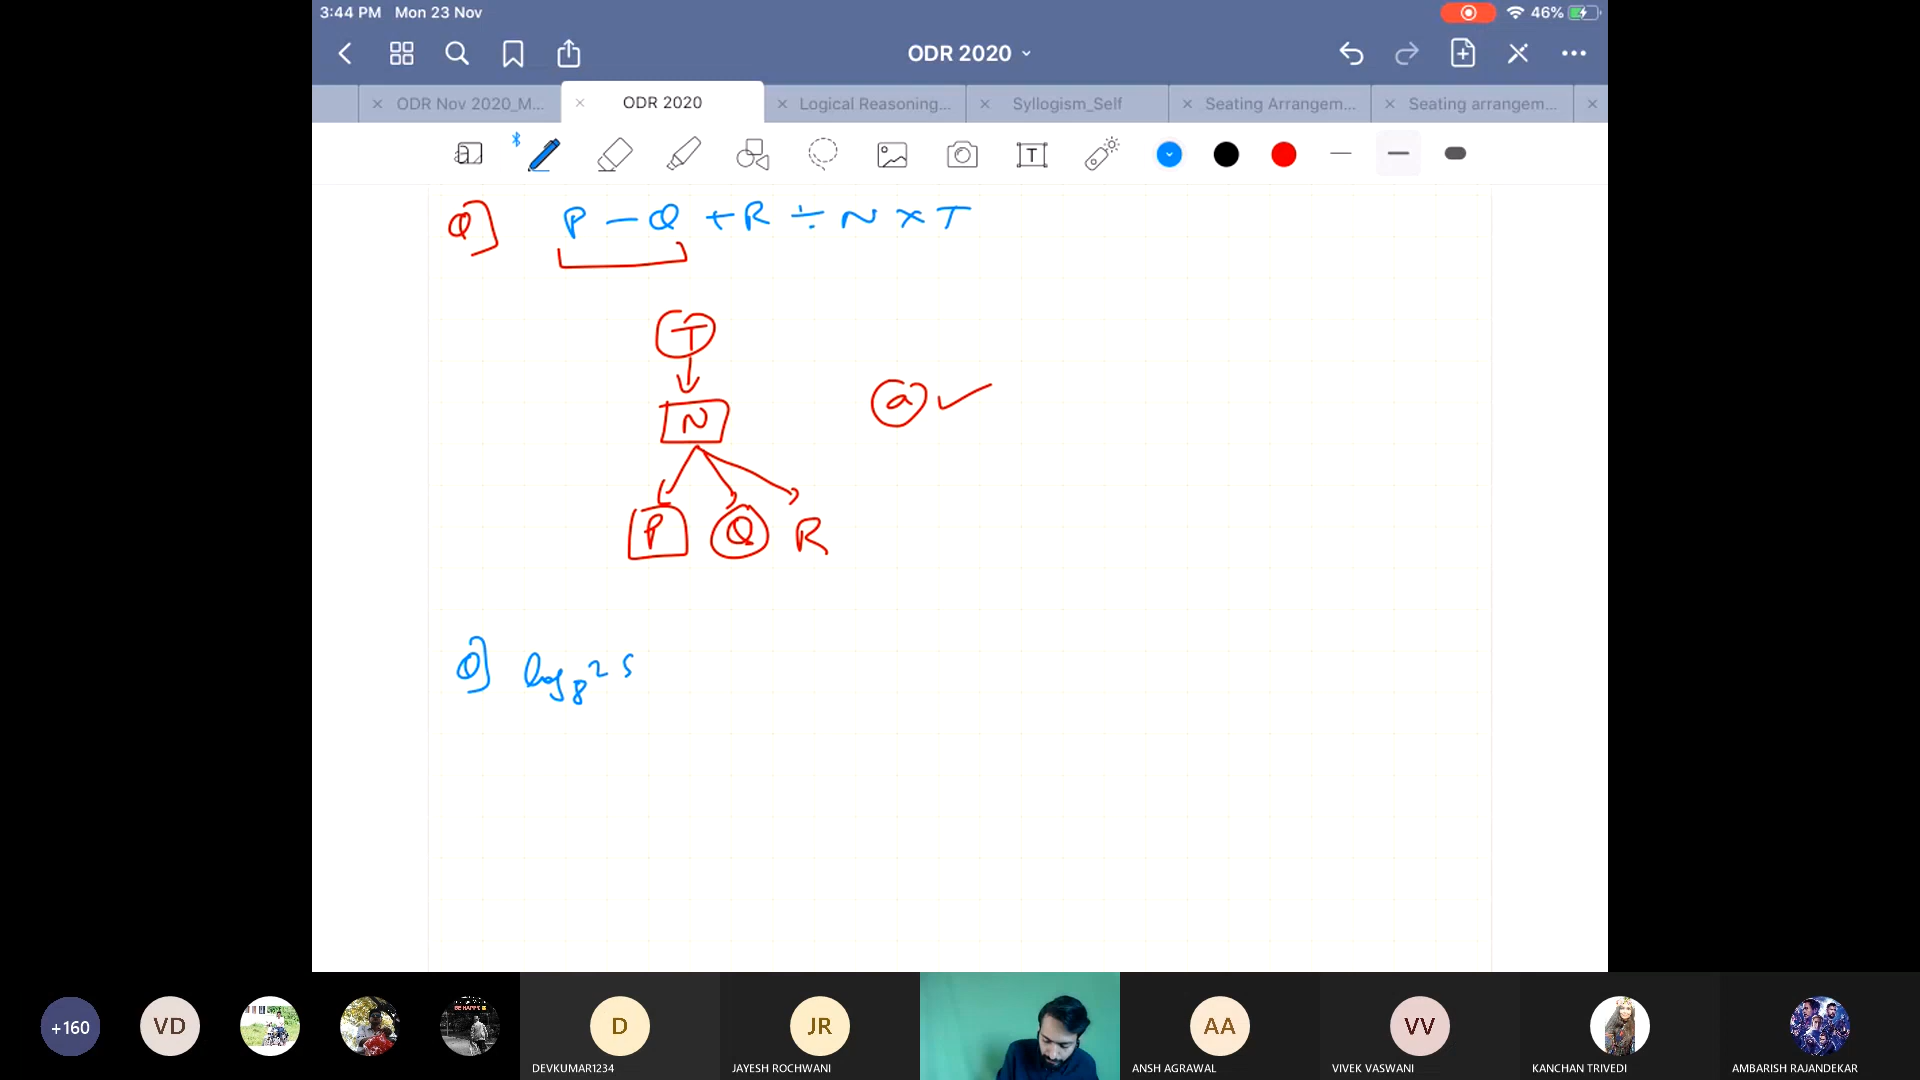 3:44 PM Mon 23 Nov
46%
ODR 2020
ODR Nov 2020_M...
ODR 2020
Logical Reasoning...
Syllogism_Self
Seating Arrangem...
Seating arrangem...
T
Q] P - Q + R ÷ N × T
T
N
a ✓
P Q R
Q] log₈ 2 5
BE HAPPY
+160
VD
D
JR
AA
VV
DEVKUMAR1234
JAYESH ROCHWANI
ANSH AGRAWAL
VIVEK VASWANI
KANCHAN TRIVEDI
AMBARISH RAJANDEKAR